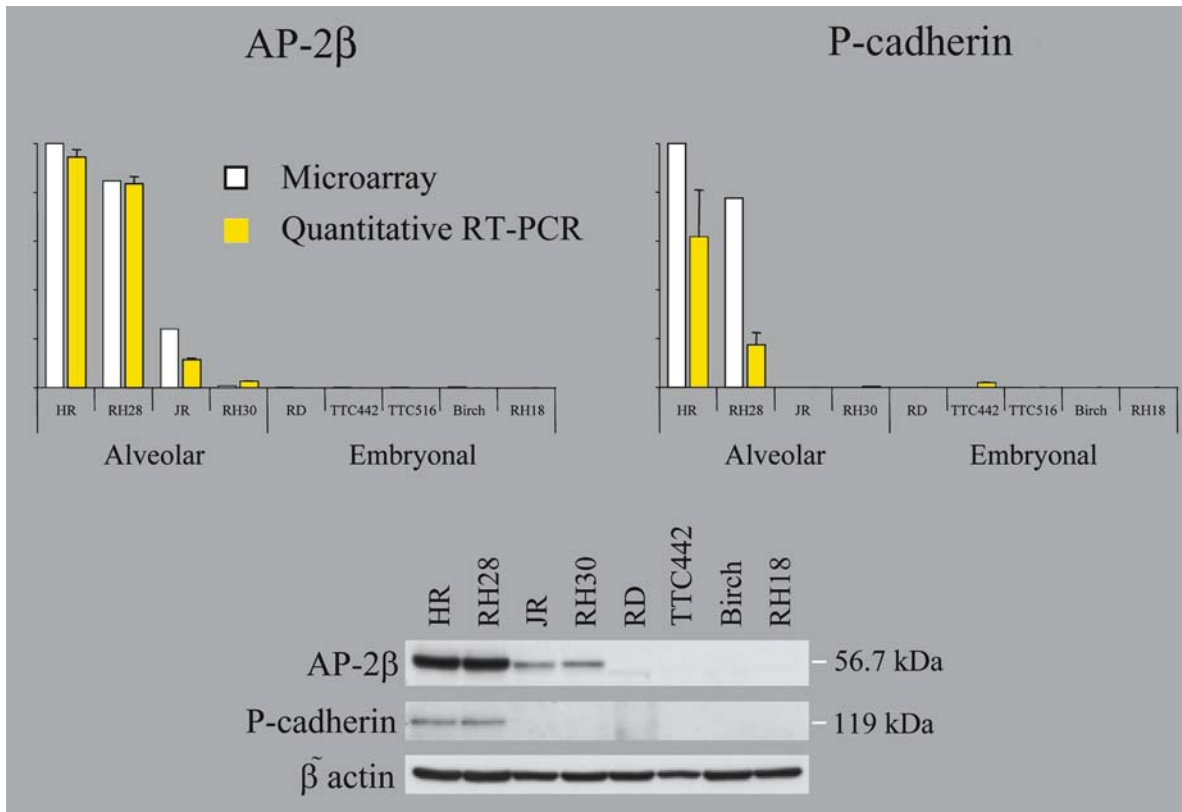 AP-2β
P-cadherin
Microarray
Quantitative RT-PCR
HR RH28 JR RH30 RD TTC442 TTC516 Birch RH18
Alveolar Embryonal
HR RH28 JR RH30 RD TTC442 TTC516 Birch RH18
Alveolar Embryonal
HR RH28 JR RH30 RD TTC442 Birch RH18
AP-2β 56.7 kDa
P-cadherin 119 kDa
β̃ actin